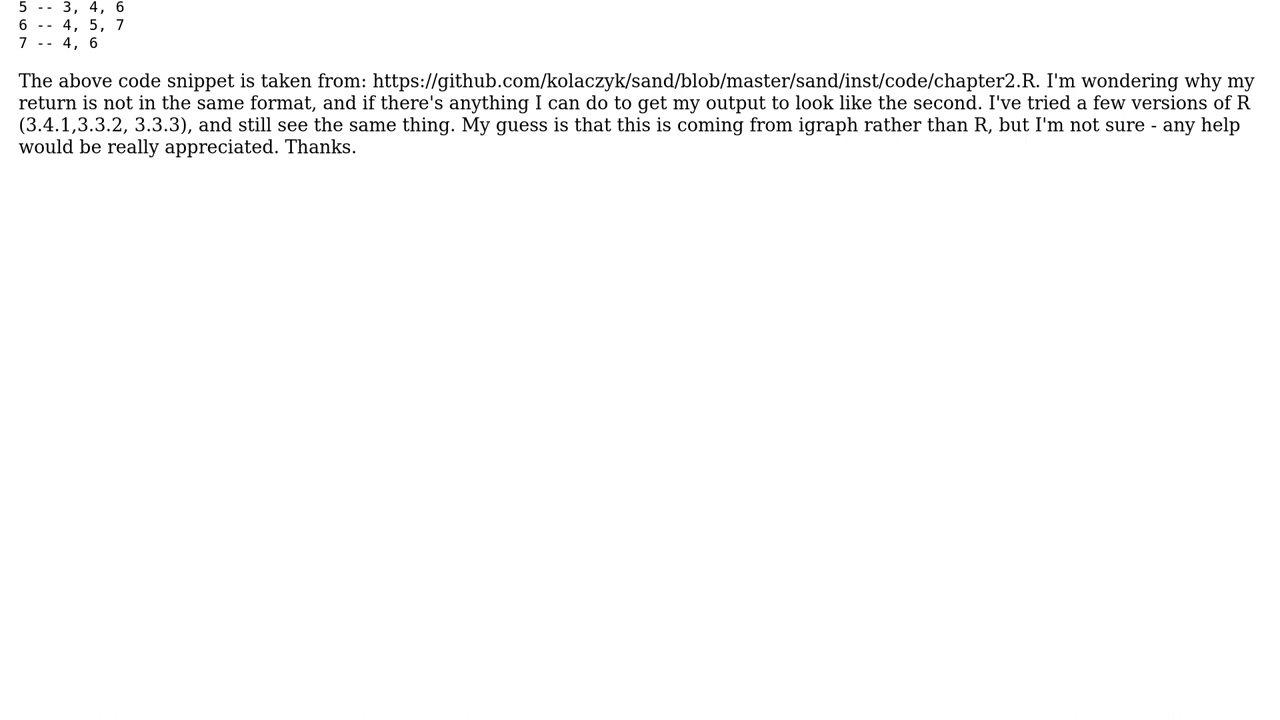 5 -- 3, 4, 6
6 -- 4, 5, 7
7 -- 4, 6
The above code snippet is taken from: https://github.com/kolaczyk/sand/blob/master/sand/inst/code/chapter2.R. I'm wondering why my
return is not in the same format, and if there's anything I can do to get my output to look like the second. I've tried a few versions of R
(3.4.1,3.3.2, 3.3.3), and still see the same thing. My guess is that this is coming from igraph rather than R, but I'm not sure - any help
would be really appreciated. Thanks.